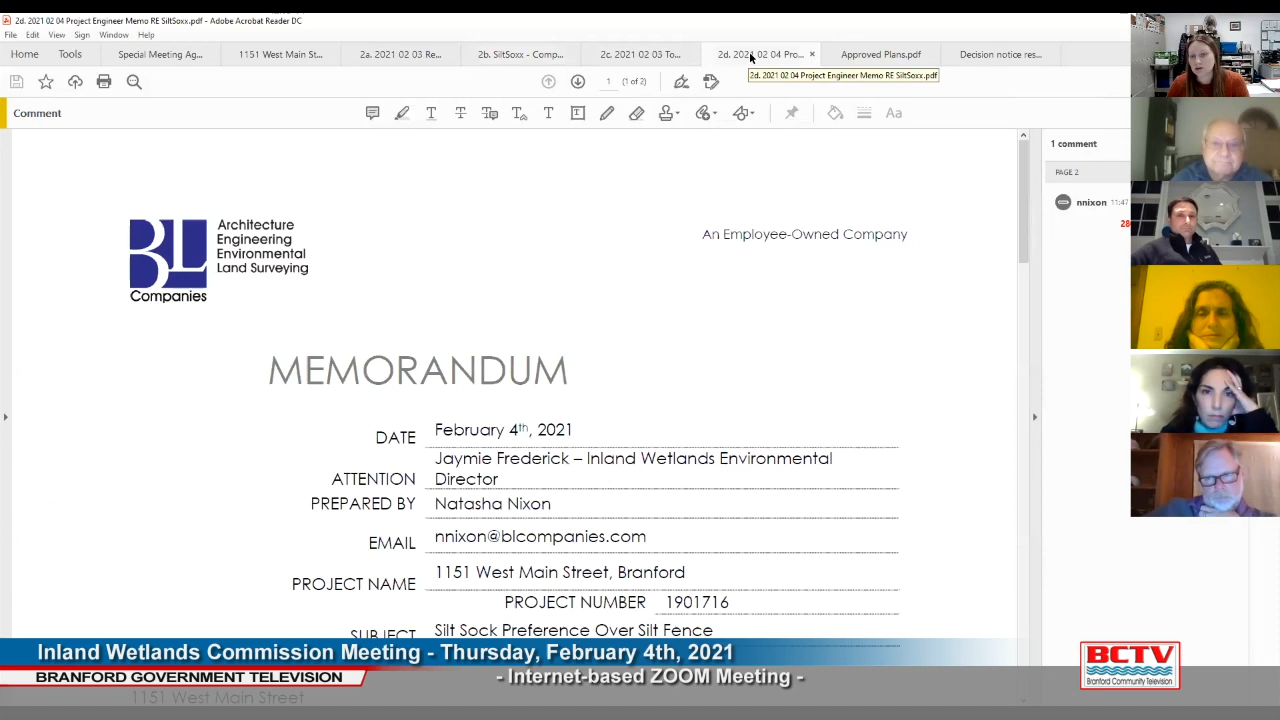 2d. 2021 02 04 Project Engineer Memo RE SiltSoxx.pdf - Adobe Acrobat Reader DC
File Edit View Sign Window Help
Home Tools Special Meeting Ag... 1151 West Main St... 2a. 2021 02 03 Re... 2b. SiltSoxx Comp... 2c. 2021 02 03 To... 2d. 2021 02 04 Pro... × Approved Plans.pdf Decision notice res...
2d. 2021 02 04 Project Engineer Memo RE SiltSoxx.pdf
1 (1 of 2)
Comment
1 comment
PAGE 2
nnixon 11:47
BL
Companies
Architecture
Engineering
Environmental
Land Surveying
An Employee-Owned Company
MEMORANDUM
DATE February 4th, 2021
ATTENTION Jaymie Frederick – Inland Wetlands Environmental
Director
PREPARED BY Natasha Nixon
EMAIL nnixon@blcompanies.com
PROJECT NAME 1151 West Main Street, Branford
PROJECT NUMBER 1901716
SUBJECT Silt Sock Preference Over Silt Fence
Inland Wetlands Commission Meeting - Thursday, February 4th, 2021
BRANFORD GOVERNMENT TELEVISION
- Internet-based ZOOM Meeting -
BCTV
Branford Community Television
1151 West Main Street